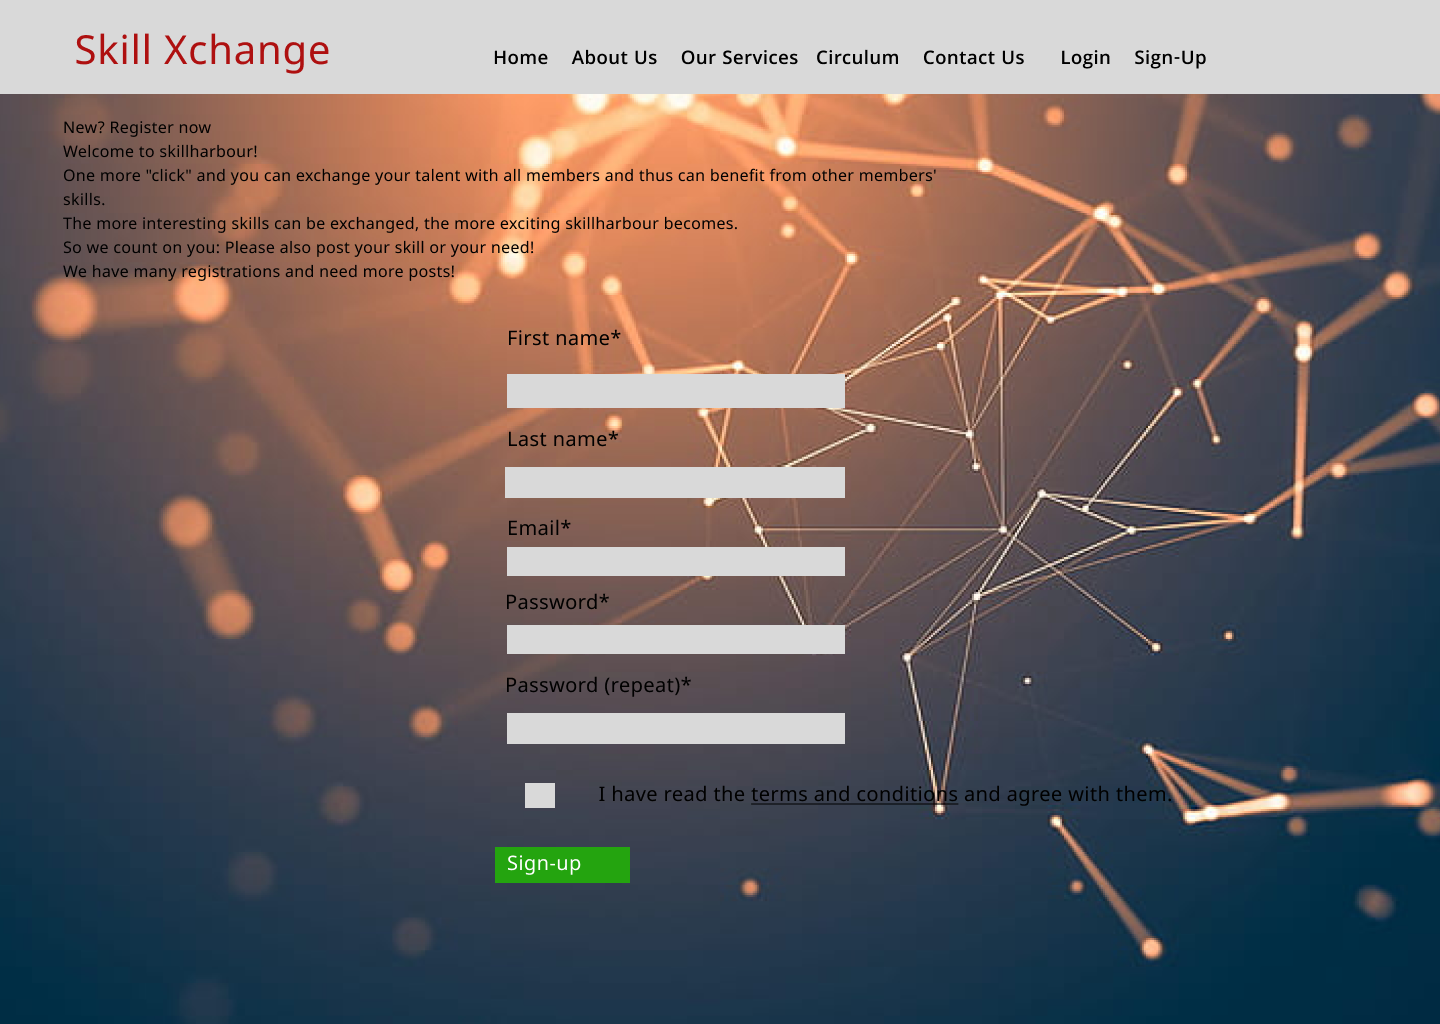 Skill Xchange
Home About Us Our Services Circulum Contact Us Login Sign-Up
New? Register now
Welcome to skillharbour!
One more "click" and you can exchange your talent with all members and thus can benefit from other members'
skills.
The more interesting skills can be exchanged, the more exciting skillharbour becomes.
So we count on you: Please also post your skill or your need!
We have many registrations and need more posts!
First name*
Last name*
Email*
Password*
Password (repeat)*
I have read the terms and conditions and agree with them.
Sign-up